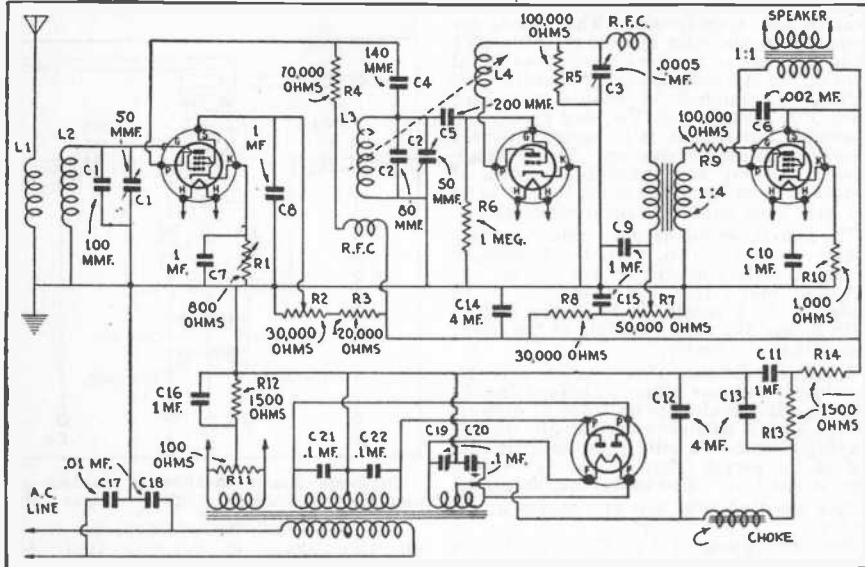 SPEAKER
100,000
OHMS
R.F.C.
1:1
140
MMF.
C4
70,000
OHMS
R4
L4
R5
C3
.0005
MF.
C6
.002 MF.
50
MMF.
1
MF
L3
C5
200 MMF.
100,000
OHMS
R9
L1
L2
G
S
P
K
H
H
C1
C1
100
MMF.
C8
C2
C2
50
MMF.
80
MMF.
G
P
K
H
H
G
P
K
H
H
1:4
R6
1 MEG.
R.F.C
1
MF.
C7
R1
800
OHMS
C9
1
MF.
C10
1 MF.
R10
1,000
OHMS
R2
R3
30,000
OHMS
20,000
OHMS
C14
4 MF.
R8
C15
R7
30,000
OHMS
50,000
OHMS
C16
1 MF.
R12
1500
OHMS
C11
1 MF.
R14
C12
C13
4 MF.
1500
OHMS
R13
100
OHMS
R11
C21
.1 MF.
C22
.1 MF.
C19
C20
.1 MF.
P
P
F
F
.01 MF.
C17
C18
A.C.
LINE
CHOKE